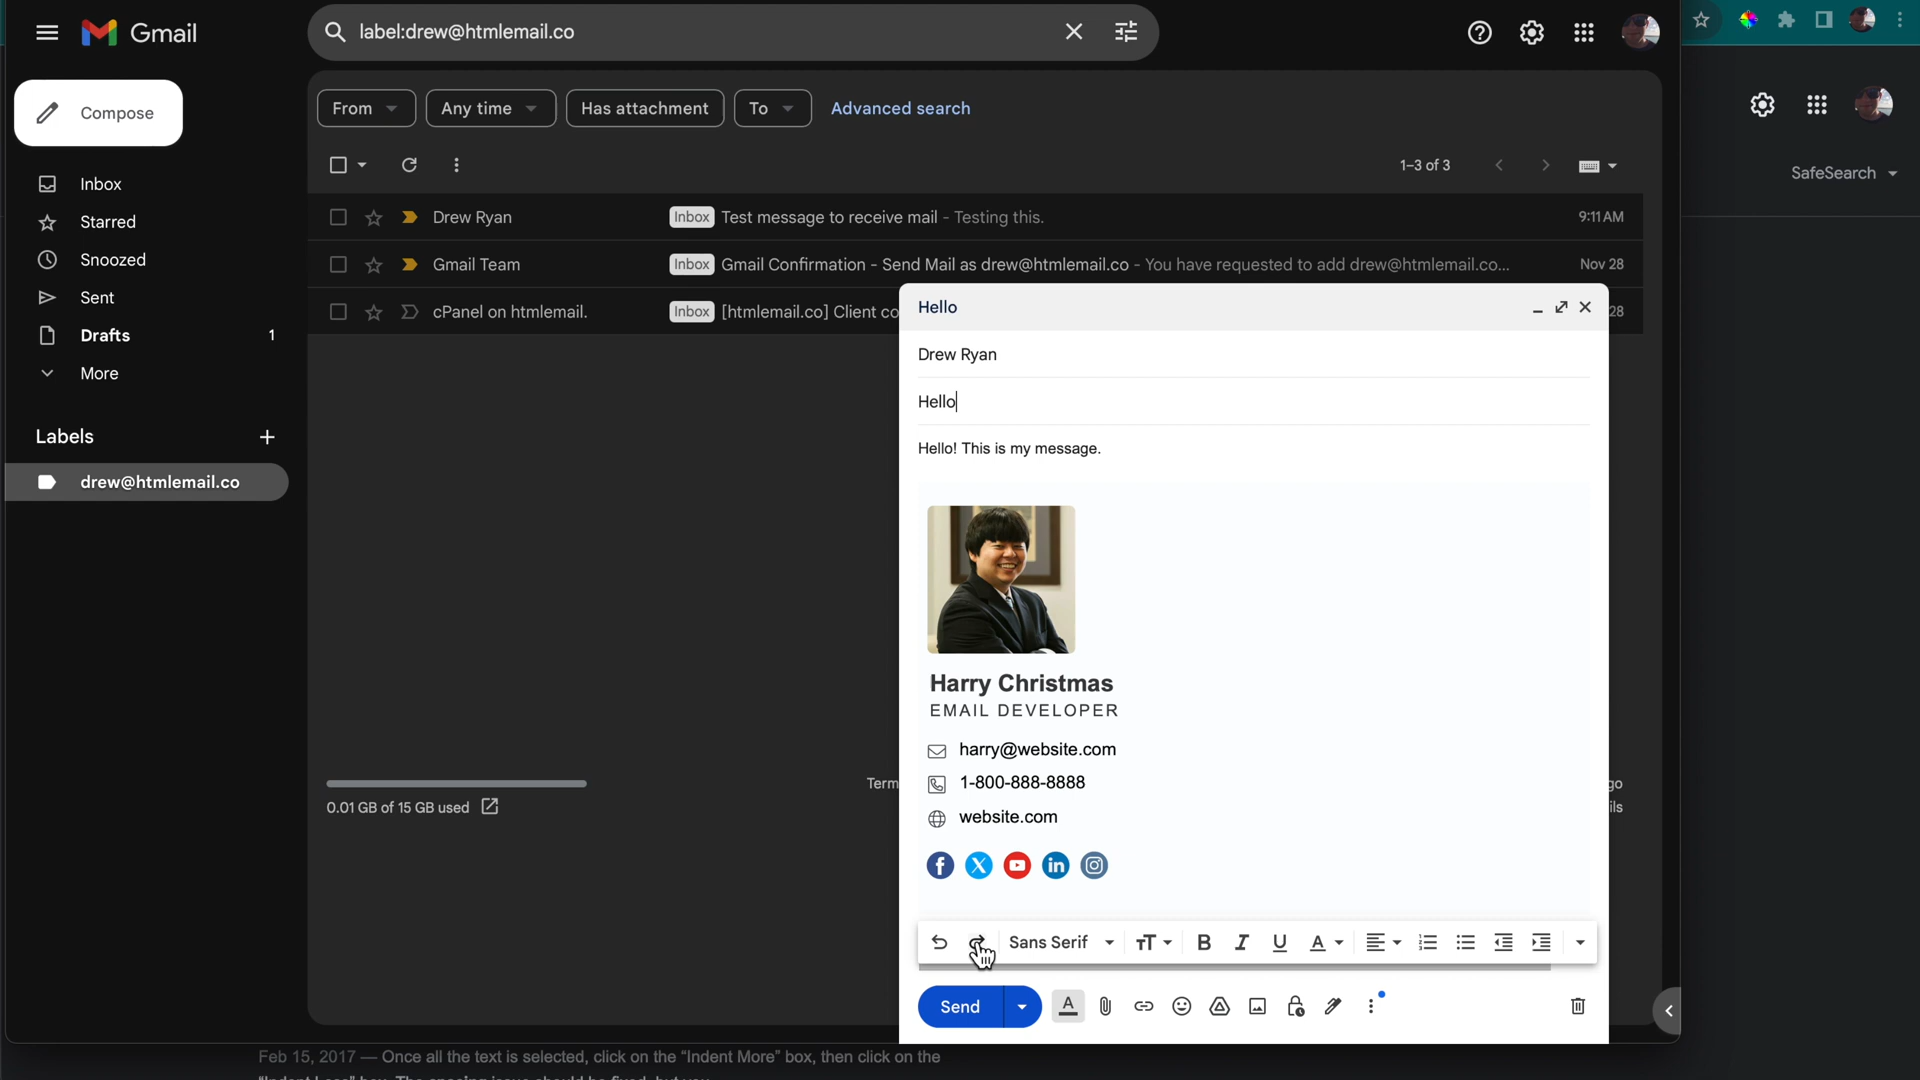 Gmail
label:drew@htmlemail.co
Compose
From
Any time
Has attachment
To
Advanced search
SafeSearch
1–3 of 3
Inbox
Starred
Snoozed
Sent
Drafts 1
More
Labels
drew@htmlemail.co
Drew Ryan Inbox Test message to receive mail - Testing this. 9:11 AM
Gmail Team Inbox Gmail Confirmation - Send Mail as drew@htmlemail.co - You have requested to add drew@htmlemail.co... Nov 28
cPanel on htmlemail. Inbox [htmlemail.co] Client co 28
Hello
Drew Ryan
Hello
Hello! This is my message.
Harry Christmas
EMAIL DEVELOPER
harry@website.com
1-800-888-8888
website.com
Term
go
0.01 GB of 15 GB used
ils
Sans Serif
Send
Feb 15, 2017 — Once all the text is selected, click on the "Indent More" box, then click on the